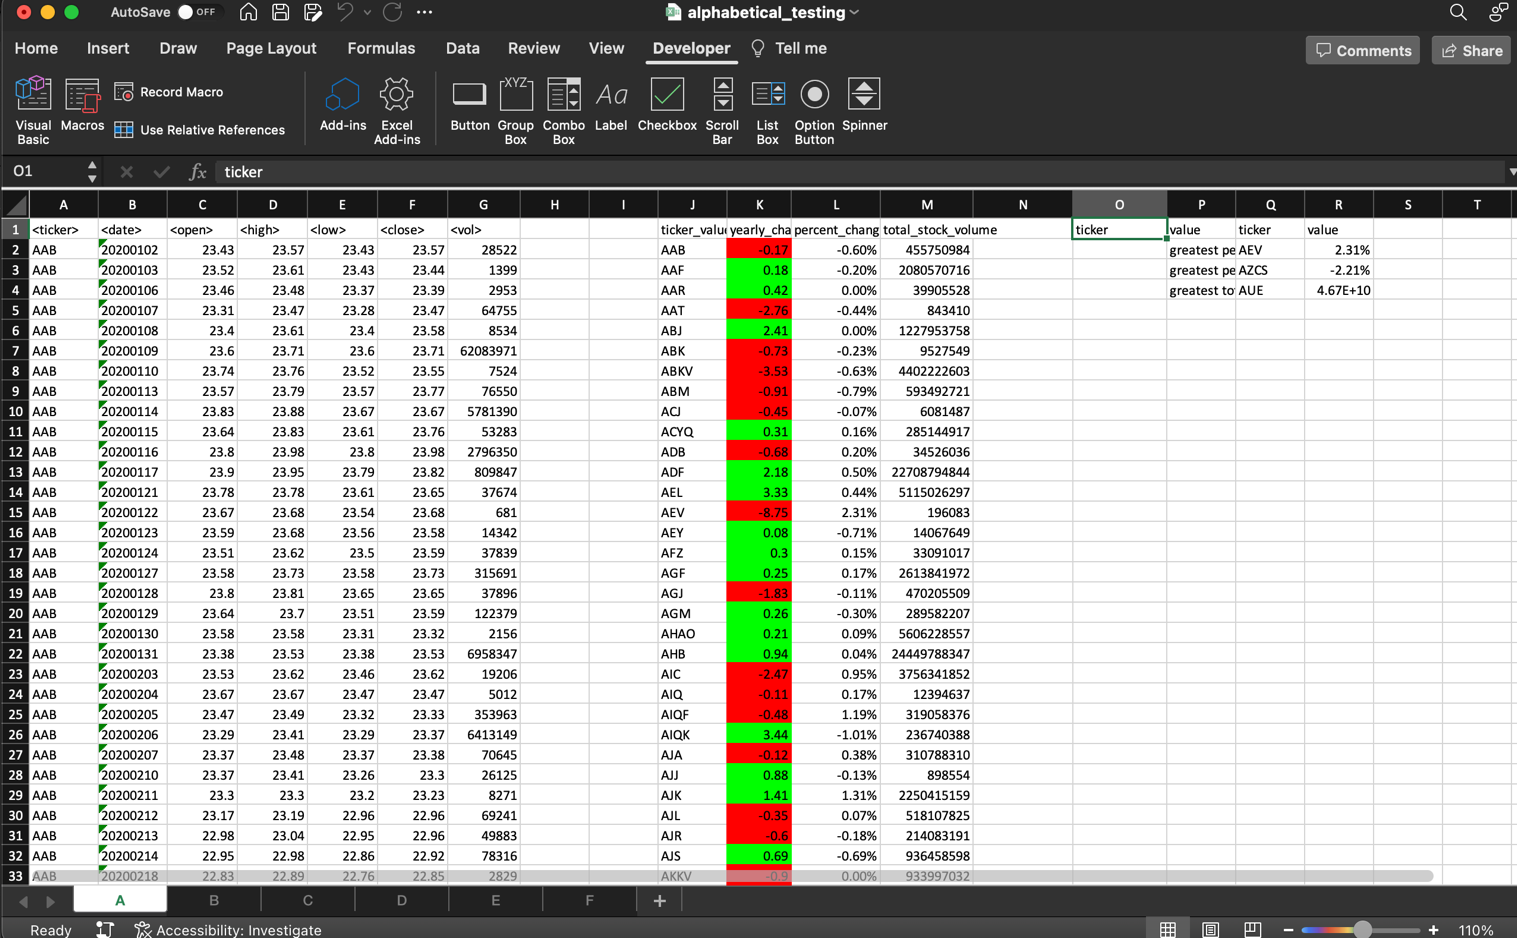 AutoSave OFF alphabetical_testing
Home Insert Draw Page Layout Formulas Data Review View Developer Tell me Comments Share
Visual Basic Macros Record Macro Use Relative References Add-ins Excel Add-ins Button Group Box Combo Box Label Checkbox Scroll Bar List Box Option Button Spinner
XYZ Aa
O1 fx ticker
A B C D E F G H I J K L M N O P Q R S T
1 <ticker> <date> <open> <high> <low> <close> <vol> ticker_valu yearly_cha percent_chang total_stock_volume ticker value ticker value
2 AAB 20200102 23.43 23.57 23.43 23.57 28522 AAB -0.17 -0.60% 455750984 greatest pe AEV 2.31%
3 AAB 20200103 23.52 23.61 23.43 23.44 1399 AAF 0.18 -0.20% 2080570716 greatest pe AZCS -2.21%
4 AAB 20200106 23.46 23.48 23.37 23.39 2953 AAR 0.42 0.00% 39905528 greatest to AUE 4.67E+10
5 AAB 20200107 23.31 23.47 23.28 23.47 64755 AAT -2.76 -0.44% 843410
6 AAB 20200108 23.4 23.61 23.4 23.58 8534 ABJ 2.41 0.00% 1227953758
7 AAB 20200109 23.6 23.71 23.6 23.71 62083971 ABK -0.73 -0.23% 9527549
8 AAB 20200110 23.74 23.76 23.52 23.55 7524 ABKV -3.53 -0.63% 4402222603
9 AAB 20200113 23.57 23.79 23.57 23.77 76550 ABM -0.91 -0.79% 593492721
10 AAB 20200114 23.83 23.88 23.67 23.67 5781390 ACJ -0.45 -0.07% 6081487
11 AAB 20200115 23.64 23.83 23.61 23.76 53283 ACYQ 0.31 0.16% 285144917
12 AAB 20200116 23.8 23.98 23.8 23.98 2796350 ADB -0.68 0.20% 34526036
13 AAB 20200117 23.9 23.95 23.79 23.82 809847 ADF 2.18 0.50% 22708794844
14 AAB 20200121 23.78 23.78 23.61 23.65 37674 AEL 3.33 0.44% 5115026297
15 AAB 20200122 23.67 23.68 23.54 23.68 681 AEV -8.75 2.31% 196083
16 AAB 20200123 23.59 23.68 23.56 23.58 14342 AEY 0.08 -0.71% 14067649
17 AAB 20200124 23.51 23.62 23.5 23.59 37839 AFZ 0.3 0.15% 33091017
18 AAB 20200127 23.58 23.73 23.58 23.73 315691 AGF 0.25 0.17% 2613841972
19 AAB 20200128 23.8 23.81 23.65 23.65 37896 AGJ -1.83 -0.11% 470205509
20 AAB 20200129 23.64 23.7 23.51 23.59 122379 AGM 0.26 -0.30% 289582207
21 AAB 20200130 23.58 23.58 23.31 23.32 2156 AHAO 0.21 0.09% 5606228557
22 AAB 20200131 23.38 23.53 23.38 23.53 6958347 AHB 0.94 0.04% 24449788347
23 AAB 20200203 23.53 23.62 23.46 23.62 19206 AIC -2.47 0.95% 3756341852
24 AAB 20200204 23.67 23.67 23.47 23.47 5012 AIQ -0.11 0.17% 12394637
25 AAB 20200205 23.47 23.49 23.32 23.33 353963 AIQF -0.48 1.19% 319058376
26 AAB 20200206 23.29 23.41 23.29 23.37 6413149 AIQK 3.44 -1.01% 236740388
27 AAB 20200207 23.37 23.48 23.37 23.38 70645 AJA -0.12 0.38% 310788310
28 AAB 20200210 23.37 23.41 23.26 23.3 26125 AJJ 0.88 -0.13% 898554
29 AAB 20200211 23.3 23.3 23.2 23.23 8271 AJK 1.41 1.31% 2250415159
30 AAB 20200212 23.17 23.19 22.96 22.96 69241 AJL -0.35 0.07% 518107825
31 AAB 20200213 22.98 23.04 22.95 22.96 49883 AJR -0.6 -0.18% 214083191
32 AAB 20200214 22.95 22.98 22.86 22.92 78316 AJS 0.69 -0.69% 936458598
33 AAB 20200218 22.83 22.89 22.76 22.85 2829 AKKV -0.9 0.00% 933997032
A B C D E F +
Ready Accessibility: Investigate 110%